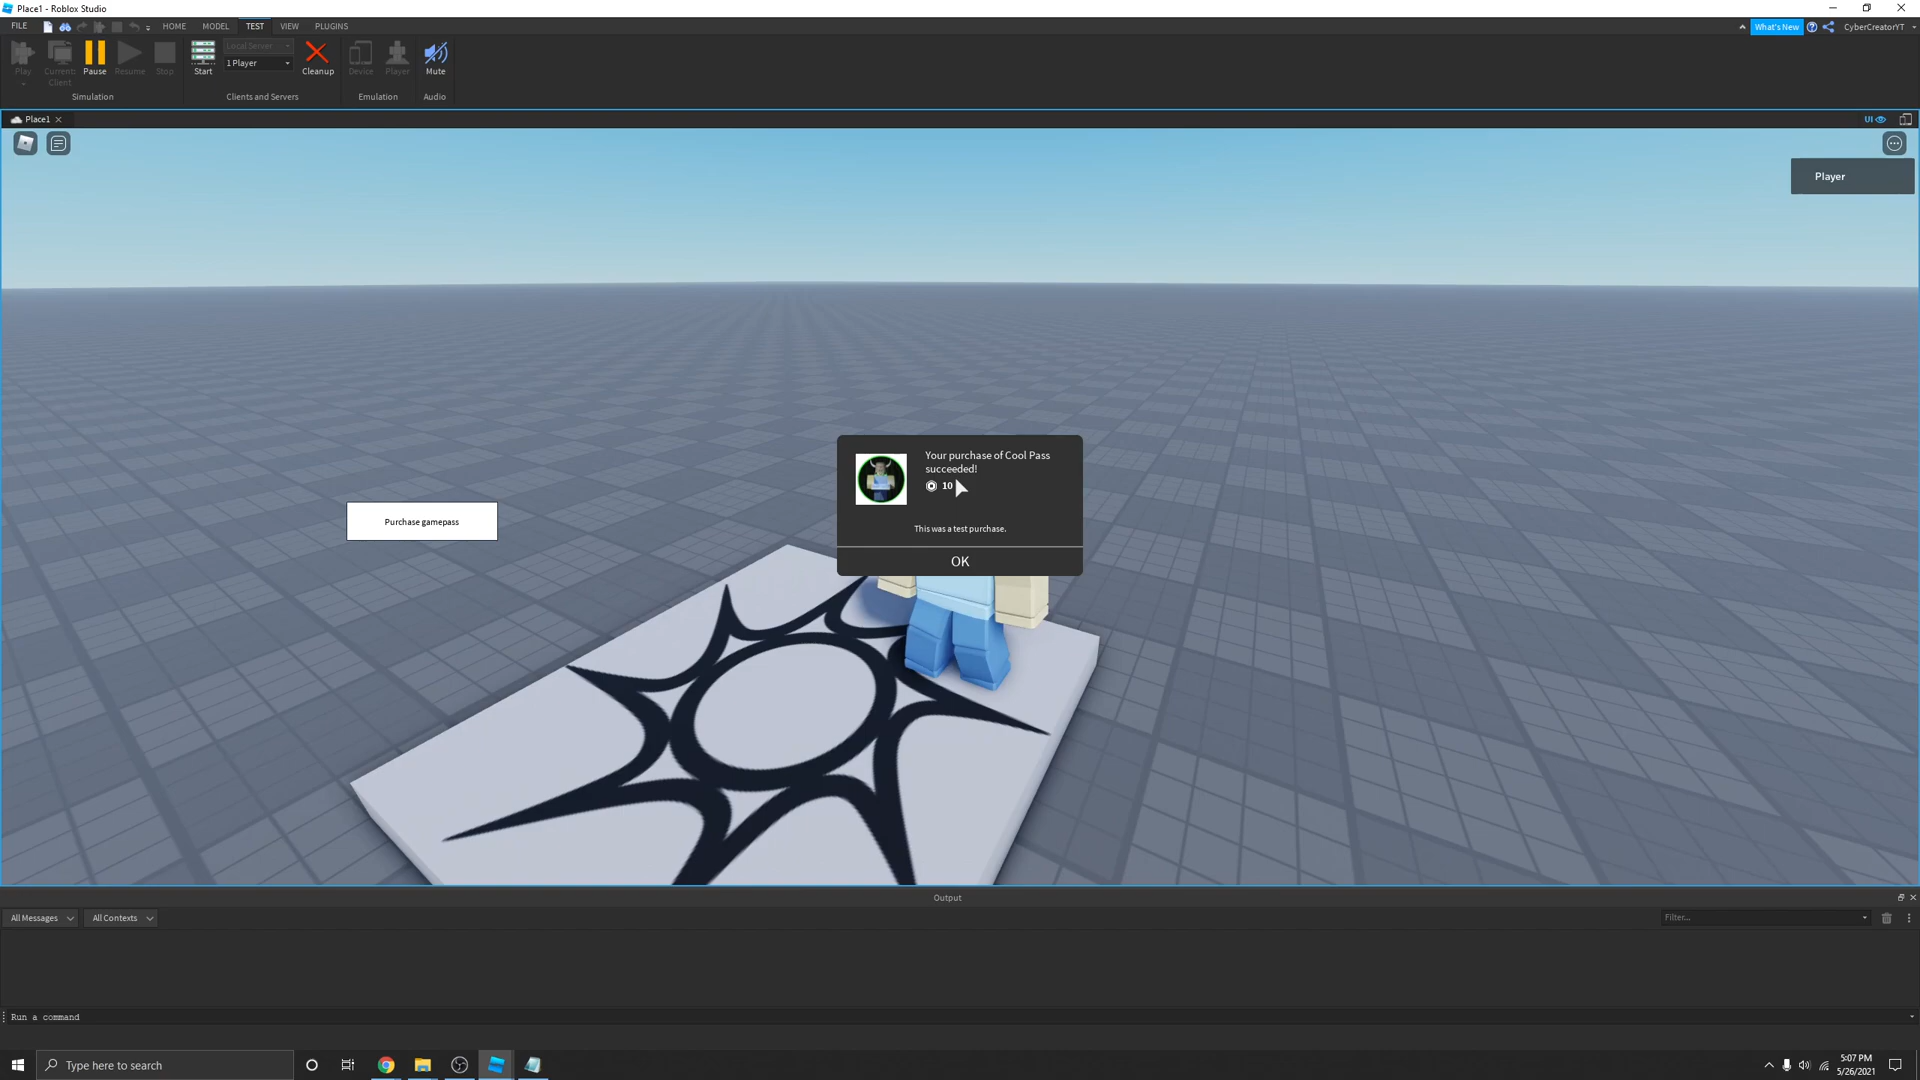 Place1 - Roblox Studio
FILE
HOME
MODEL
TEST
VIEW
PLUGINS
What's New
CyberCreatorYT
Play
Current:
Client
Pause
Resume
Stop
Start
Local Server
1 Player
Cleanup
Device
Player
Mute
Simulation
Clients and Servers
Emulation
Audio
Place1
UI
Player
Your purchase of Cool Pass
succeeded!
10
This was a test purchase.
OK
Purchase gamepass
Output
All Messages
All Contexts
Filter...
Run a command
Type here to search
5:07 PM
5/26/2021